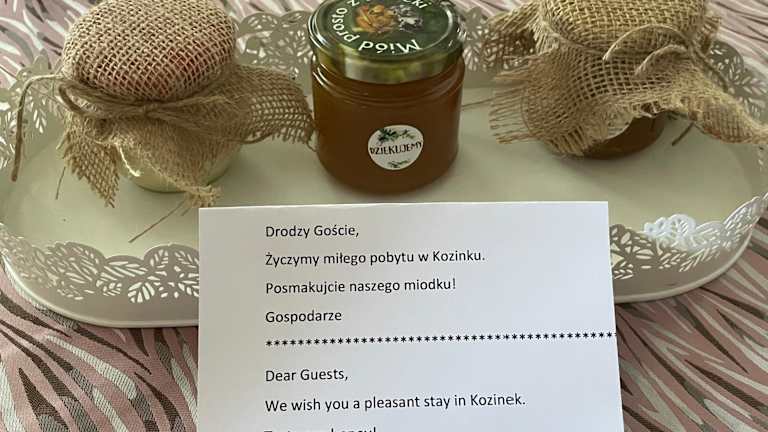 Miód prosto z
DZIĘKUJEMY
Drodzy Goście,
Życzymy miłego pobytu w Kozinku.
Posmakujcie naszego miodku!
Gospodarze
****************************************
Dear Guests,
We wish you a pleasant stay in Kozinek.